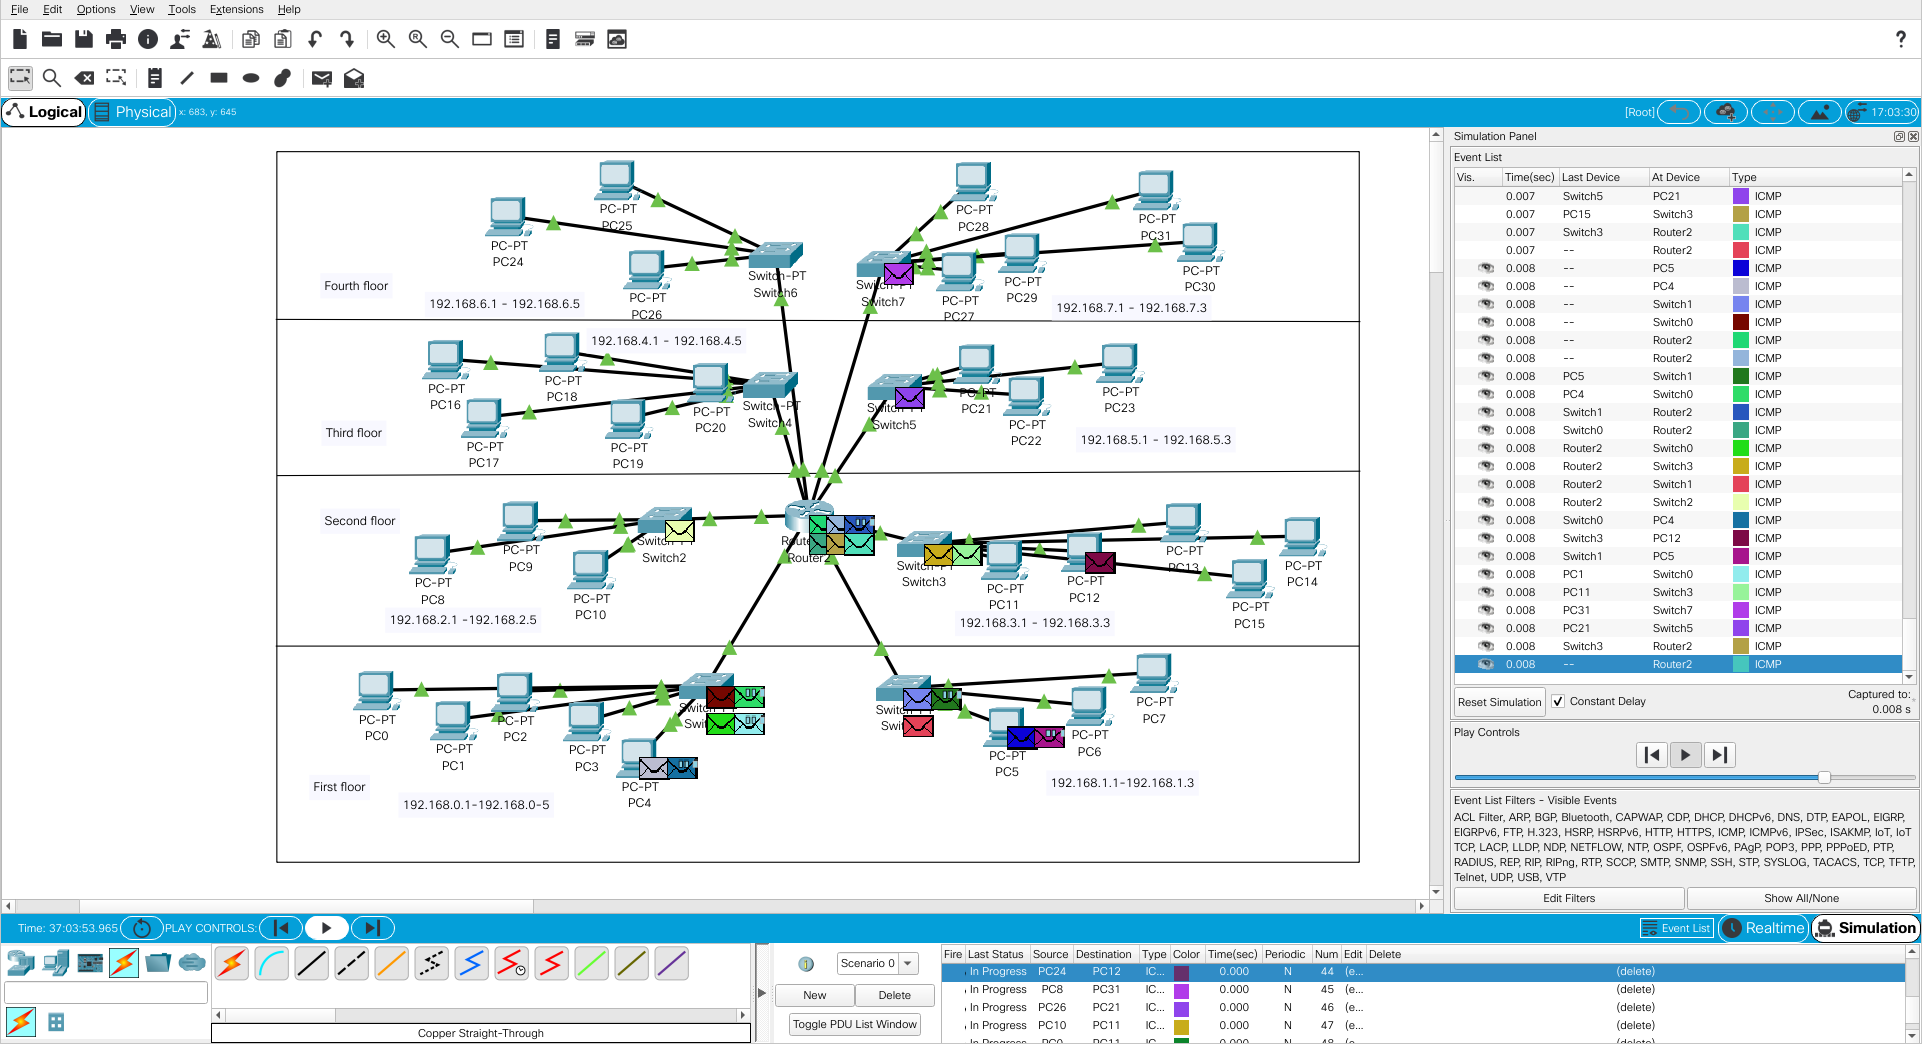 File Edit Options View Tools Extensions Help
Logical Physical x: 683, y: 645 [Root] 17:03:30
PC-PT
PC25
PC-PT
PC24
PC-PT
PC26
Switch-PT
Switch6
Fourth floor
192.168.6.1 - 192.168.6.5
PC-PT
PC28
PC-PT
PC31
PC-PT
PC29
PC-PT
PC30
PC-PT
PC27
Switch7
192.168.7.1 - 192.168.7.3
192.168.4.1 - 192.168.4.5
PC-PT
PC16
PC-PT
PC18
PC-PT
PC20
PC-PT
PC17
PC-PT
PC19
Switch-PT
Switch4
Third floor
Switch5
PC-PT
PC21
PC-PT
PC22
PC-PT
PC23
192.168.5.1 - 192.168.5.3
Second floor
PC-PT
PC9
PC-PT
PC8
PC-PT
PC10
Switch2
192.168.2.1 -192.168.2.5
Router2
Switch3
PC-PT
PC11
PC-PT
PC12
PC-PT
PC13
PC-PT
PC14
PC-PT
PC15
192.168.3.1 - 192.168.3.3
PC-PT
PC0
PC-PT
PC1
PC-PT
PC2
PC-PT
PC3
PC-PT
PC4
First floor
192.168.0.1-192.168.0-5
PC-PT
PC5
PC-PT
PC6
PC-PT
PC7
192.168.1.1-192.168.1.3
Simulation Panel
Event List
Vis. Time(sec) Last Device At Device Type
0.007 Switch5 PC21 ICMP
0.007 PC15 Switch3 ICMP
0.007 Switch3 Router2 ICMP
0.007 -- Router2 ICMP
0.008 -- PC5 ICMP
0.008 -- PC4 ICMP
0.008 -- Switch1 ICMP
0.008 -- Switch0 ICMP
0.008 -- Router2 ICMP
0.008 -- Router2 ICMP
0.008 PC5 Switch1 ICMP
0.008 PC4 Switch0 ICMP
0.008 Switch1 Router2 ICMP
0.008 Switch0 Router2 ICMP
0.008 Router2 Switch0 ICMP
0.008 Router2 Switch3 ICMP
0.008 Router2 Switch1 ICMP
0.008 Router2 Switch2 ICMP
0.008 Switch0 PC4 ICMP
0.008 Switch3 PC12 ICMP
0.008 Switch1 PC5 ICMP
0.008 PC1 Switch0 ICMP
0.008 PC11 Switch3 ICMP
0.008 PC31 Switch7 ICMP
0.008 PC21 Switch5 ICMP
0.008 Switch3 Router2 ICMP
0.008 -- Router2 ICMP
Reset Simulation Constant Delay Captured to:
0.008 s
Play Controls
Event List Filters - Visible Events
ACL Filter, ARP, BGP, Bluetooth, CAPWAP, CDP, DHCP, DHCPv6, DNS, DTP, EAPOL, EIGRP,
EIGRPv6, FTP, H.323, HSRP, HSRPv6, HTTP, HTTPS, ICMP, ICMPv6, IPSec, ISAKMP, IoT, IoT
TCP, LACP, LLDP, NDP, NETFLOW, NTP, OSPF, OSPFv6, PAgP, POP3, PPP, PPPoED, PTP,
RADIUS, REP, RIP, RIPng, RTP, SCCP, SMTP, SNMP, SSH, STP, SYSLOG, TACACS, TCP, TFTP,
Telnet, UDP, USB, VTP
Edit Filters Show All/None
Time: 37:03:53.965 PLAY CONTROLS: Event List Realtime Simulation
Copper Straight-Through
Scenario 0
New Delete
Toggle PDU List Window
Fire Last Status Source Destination Type Color Time(sec) Periodic Num Edit Delete
In Progress PC24 PC12 IC... 0.000 N 44 (e... (delete)
In Progress PC8 PC31 IC... 0.000 N 45 (e... (delete)
In Progress PC26 PC21 IC... 0.000 N 46 (e... (delete)
In Progress PC10 PC11 IC... 0.000 N 47 (e... (delete)